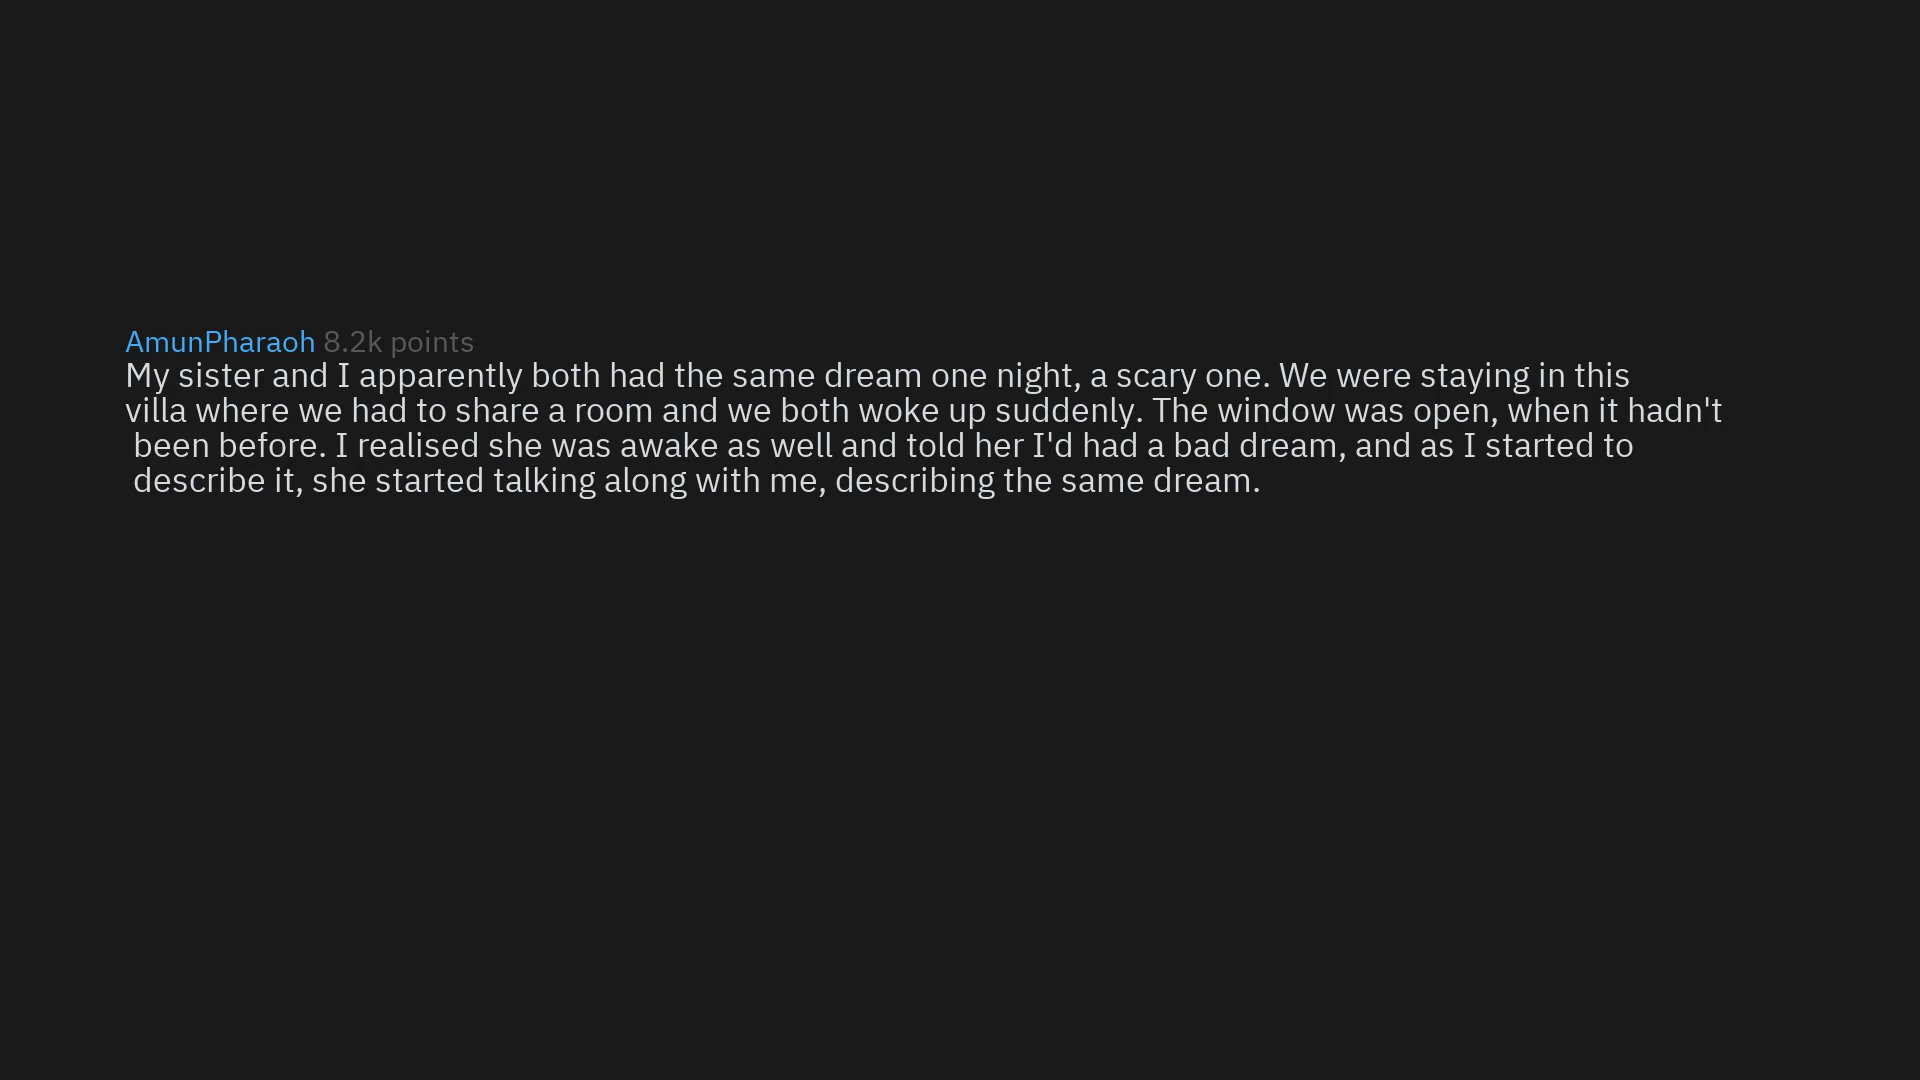 AmunPharaoh 8.2k points
My sister and I apparently both had the same dream one night, a scary one. We were staying in this
villa where we had to share a room and we both woke up suddenly. The window was open, when it hadn't
been before. I realised she was awake as well and told her I'd had a bad dream, and as I started to
describe it, she started talking along with me, describing the same dream.